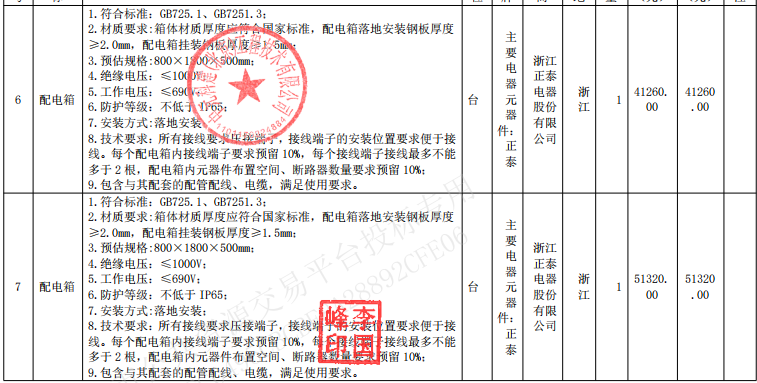 1.符合标准：GB725.1、GB7251.3；
2.材质要求:箱体材质厚度应符合国家标准，配电箱落地安装钢板厚度
≥2.0mm，配电箱挂装钢板厚度≥1.5mm；
3.预估规格:800×1800×500mm；
4.绝缘电压：≤1000V；
5.工作电压：≤690V；
6.防护等级：不低于 IP65；
7.安装方式:落地安装；
8.技术要求：所有接线要求压接端子，接线端子的安装位置要求便于接
线。每个配电箱内接线端子要求预留 10%，每个接线端子接线最多不能
多于 2 根，配电箱内元器件布置空间、断路器数量要求预留 10%；
9.包含与其配套的配管配线、电缆，满足使用要求。
6
配电箱
台
主要电器元器件：正泰
浙江
正泰
电器
股份
有限
公司
浙
江
1
41260.
00
41260
.00
1.符合标准：GB725.1、GB7251.3；
2.材质要求:箱体材质厚度应符合国家标准，配电箱落地安装钢板厚度
≥2.0mm，配电箱挂装钢板厚度≥1.5mm；
3.预估规格:800×1800×500mm；
4.绝缘电压：≤1000V；
5.工作电压：≤690V；
6.防护等级：不低于 IP65；
7.安装方式:落地安装；
8.技术要求：所有接线要求压接端子，接线端子的安装位置要求便于接
线。每个配电箱内接线端子要求预留 10%，每个接线端子接线最多不能
多于 2 根，配电箱内元器件布置空间、断路器数量要求预留 10%；
9.包含与其配套的配管配线、电缆，满足使用要求。
7
配电箱
台
主要电器元器件：正泰
浙江
正泰
电器
股份
有限
公司
浙
江
1
51320.
00
51320
.00
李国
峰印
源交易平台投标专用
28892CFE06